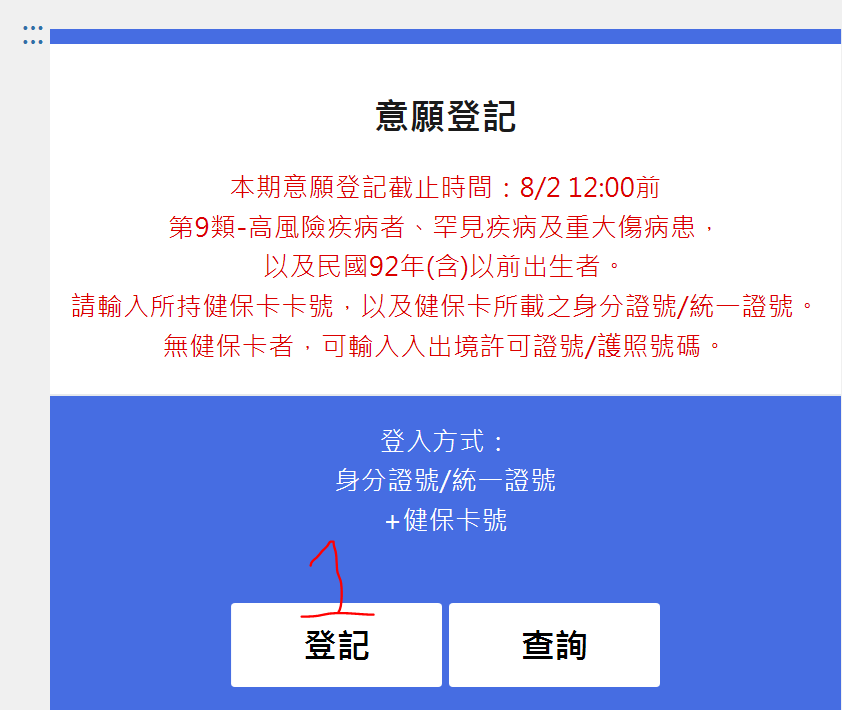 意願登記
本期意願登記截止時間：8/2 12:00前
第9類-高風險疾病者、罕見疾病及重大傷病患，
以及民國92年(含)以前出生者。
請輸入所持健保卡卡號，以及健保卡所載之身分證號/統一證號。
無健保卡者，可輸入入出境許可證號/護照號碼。
登入方式：
身分證號/統一證號
+健保卡號
1
登記
查詢